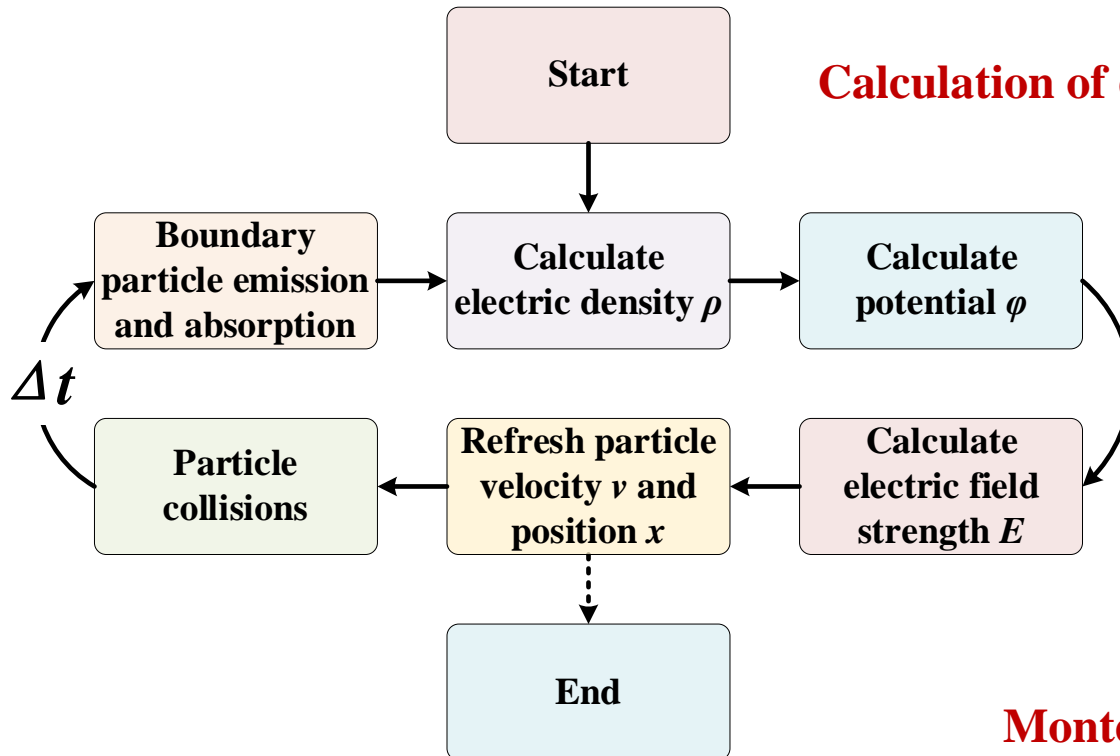 Start
Calculation of
Boundary
particle emission
and absorption
Calculate
electric density ρ
Calculate
potential φ
Δt
Particle
collisions
Refresh particle
velocity v and
position x
Calculate
electric field
strength E
End